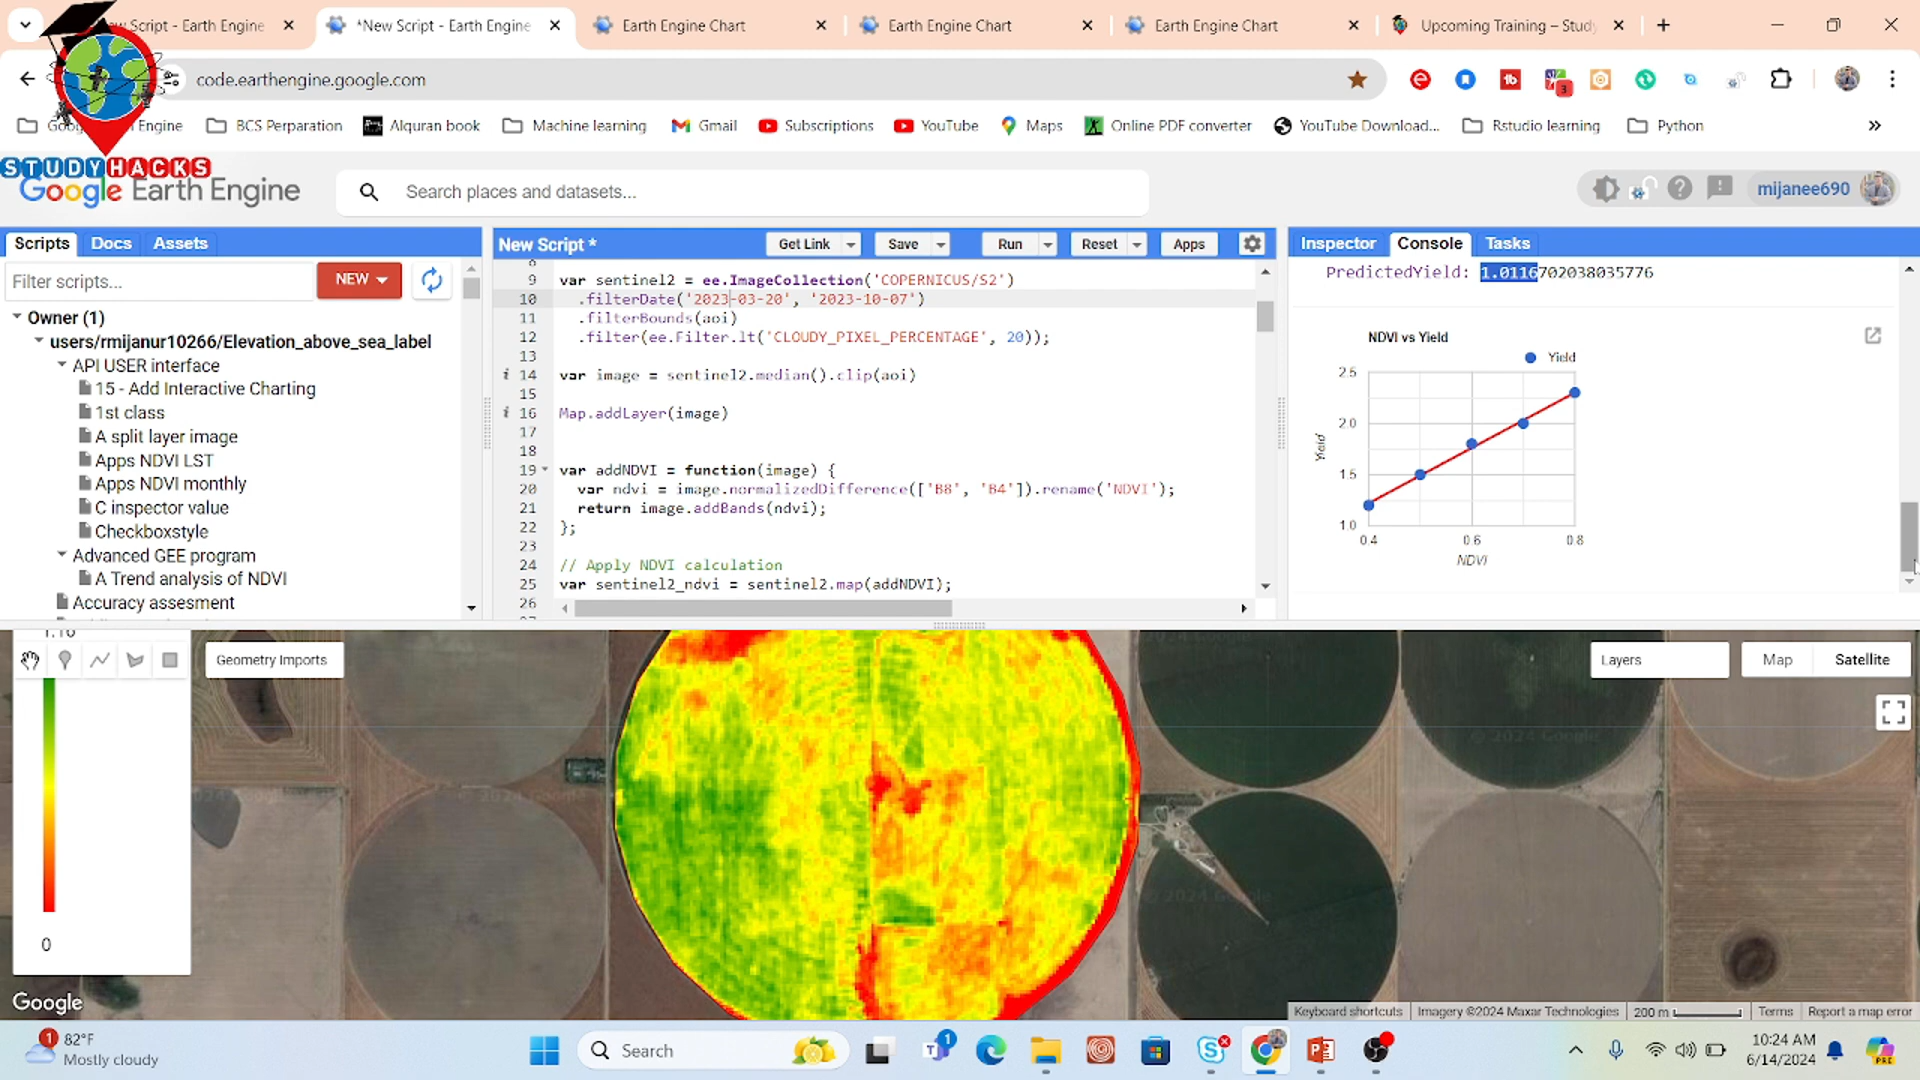 Script - Earth Engine
*New Script - Earth Engine
Earth Engine Chart
Earth Engine Chart
Earth Engine Chart
Upcoming Training – Study
code.earthengine.google.com
3
Engine
BCS Perparation
Alquran book
Machine learning
Gmail
Subscriptions
YouTube
Maps
Online PDF converter
YouTube Download...
Rstudio learning
Python
STUDYHACKS
Google Earth Engine
Search places and datasets...
mijanee690
Scripts
Docs
Assets
Filter scripts...
NEW
Owner (1)
users/rmijanur10266/Elevation_above_sea_label
API USER interface
15 - Add Interactive Charting
1st class
A split layer image
Apps NDVI LST
Apps NDVI monthly
C inspector value
Checkboxstyle
Advanced GEE program
A Trend analysis of NDVI
Accuracy assesment
New Script *
Get Link
Save
Run
Reset
Apps
8
9 var sentinel2 = ee.ImageCollection('COPERNICUS/S2')
10 .filterDate('2023-03-20', '2023-10-07')
11 .filterBounds(aoi)
12 .filter(ee.Filter.lt('CLOUDY_PIXEL_PERCENTAGE', 20));
13
i 14 var image = sentinel2.median().clip(aoi)
15
i 16 Map.addLayer(image)
17
18
19 var addNDVI = function(image) {
20 var ndvi = image.normalizedDifference(['B8', 'B4']).rename('NDVI');
21 return image.addBands(ndvi);
22 };
23
24 // Apply NDVI calculation
25 var sentinel2_ndvi = sentinel2.map(addNDVI);
26
Inspector
Console
Tasks
PredictedYield: 1.0116702038035776
NDVI vs Yield
Yield
2.5
2.0
1.5
1.0
Yield
0.4
0.6
0.8
NDVI
1.16
0
Geometry Imports
Layers
Map
Satellite
©2024 Google
Google
Keyboard shortcuts
Imagery ©2024 Maxar Technologies
200 m
Terms
Report a map error
1
82°F
Mostly cloudy
Search
1
10:24 AM
6/14/2024
PRE